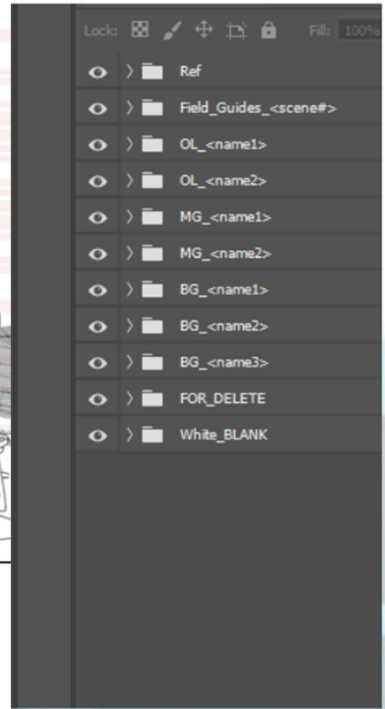 Lock:
Fill: 100%
Ref
Field_Guides_<scene#>
OL_<name1>
OL_<name2>
MG_<name1>
MG_<name2>
BG_<name1>
BG_<name2>
BG_<name3>
FOR_DELETE
White_BLANK